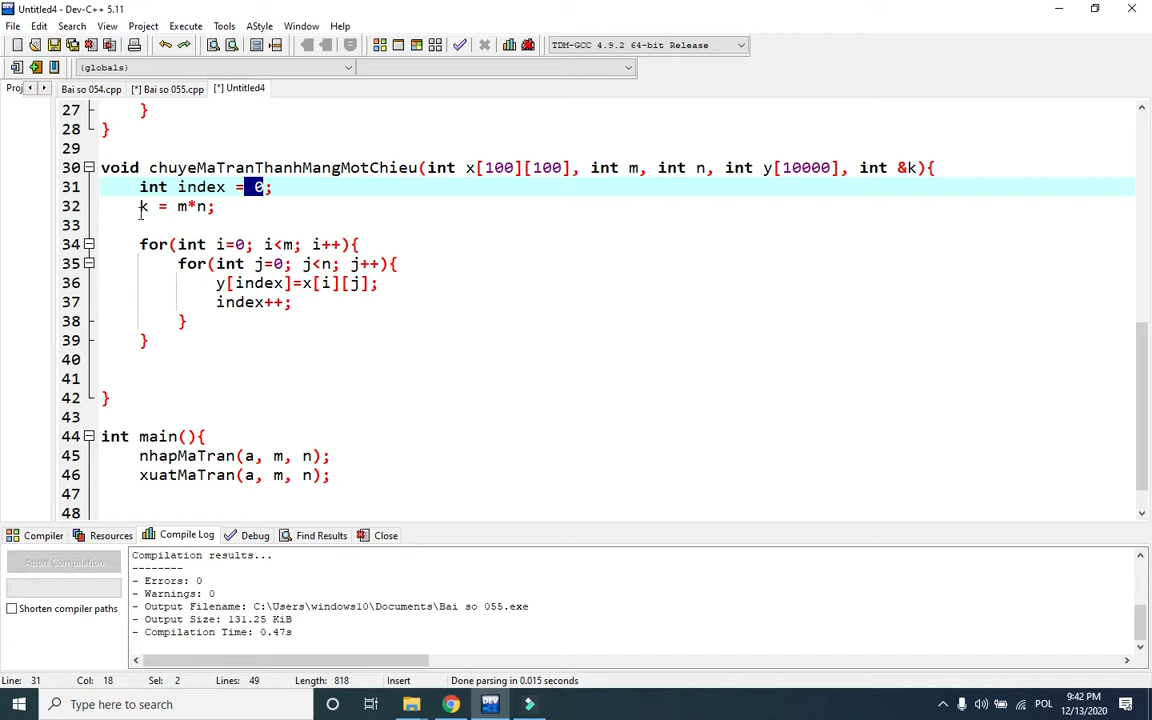 Untitled4 - Dev-C++ 5.11
File Edit Search View Project Execute Tools AStyle Window Help
TDM-GCC 4.9.2 64-bit Release
(globals)
Proj Bai so 054.cpp [*] Bai so 055.cpp [*] Untitled4
27 }
28 }
29
30 void chuyeMaTranThanhMangMotChieu(int x[100][100], int m, int n, int y[10000], int &k){
31 int index = 0;
32 k = m*n;
33
34 for(int i=0; i<m; i++){
35 for(int j=0; j<n; j++){
36 y[index]=x[i][j];
37 index++;
38 }
39 }
40
41
42 }
43
44 int main(){
45 nhapMaTran(a, m, n);
46 xuatMaTran(a, m, n);
47
48
Compiler Resources Compile Log Debug Find Results Close
Abort Compilation
Shorten compiler paths
Compilation results...
--------
- Errors: 0
- Warnings: 0
- Output Filename: C:\Users\windows10\Documents\Bai so 055.exe
- Output Size: 131.25 KiB
- Compilation Time: 0.47s
Line: 31 Col: 18 Sel: 2 Lines: 49 Length: 818 Insert Done parsing in 0.015 seconds
Type here to search
DEV
POL
9:42 PM
12/13/2020